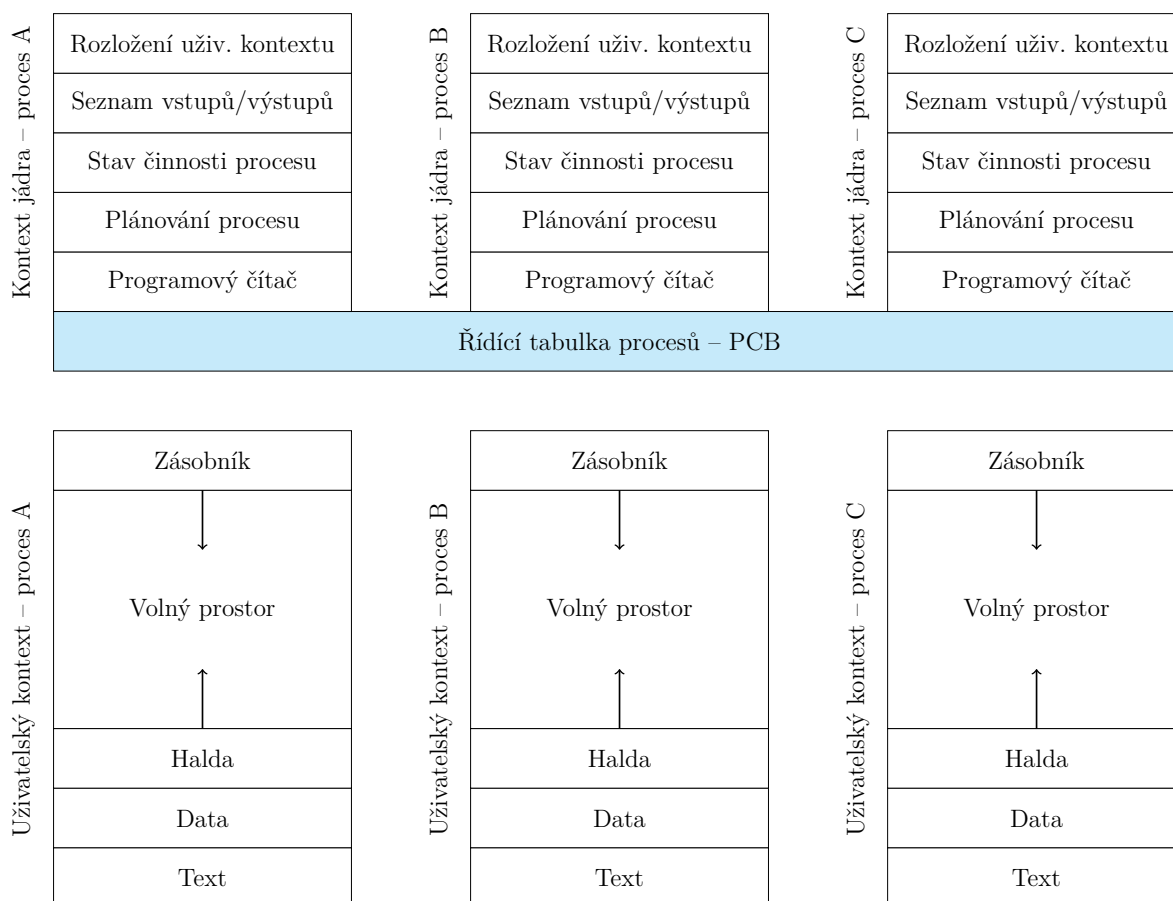 Kontext jádra – proces A
Rozložení uživ. kontextu
Seznam vstupů/výstupů
Stav činnosti procesu
Plánování procesu
Programový čítač
Kontext jádra – proces B
Rozložení uživ. kontextu
Seznam vstupů/výstupů
Stav činnosti procesu
Plánování procesu
Programový čítač
Kontext jádra – proces C
Rozložení uživ. kontextu
Seznam vstupů/výstupů
Stav činnosti procesu
Plánování procesu
Programový čítač
Řídící tabulka procesů – PCB
Uživatelský kontext – proces A
Zásobník
Volný prostor
Halda
Data
Text
Uživatelský kontext – proces B
Zásobník
Volný prostor
Halda
Data
Text
Uživatelský kontext – proces C
Zásobník
Volný prostor
Halda
Data
Text